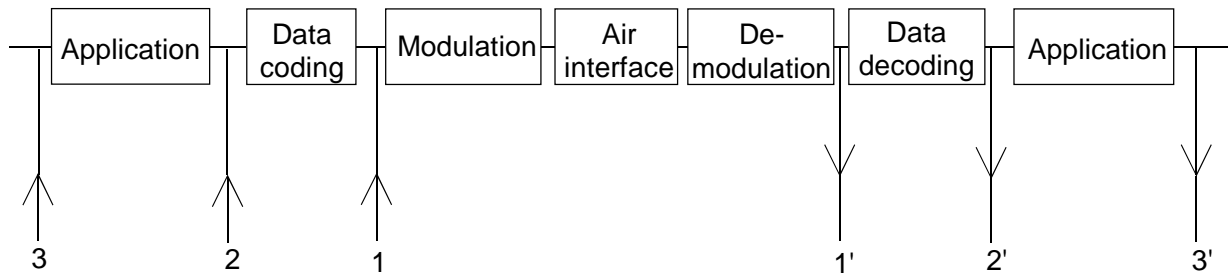 Application
Data
coding
Modulation
Air
interface
De-
modulation
Data
decoding
Application
3
2
1
1'
2'
3'